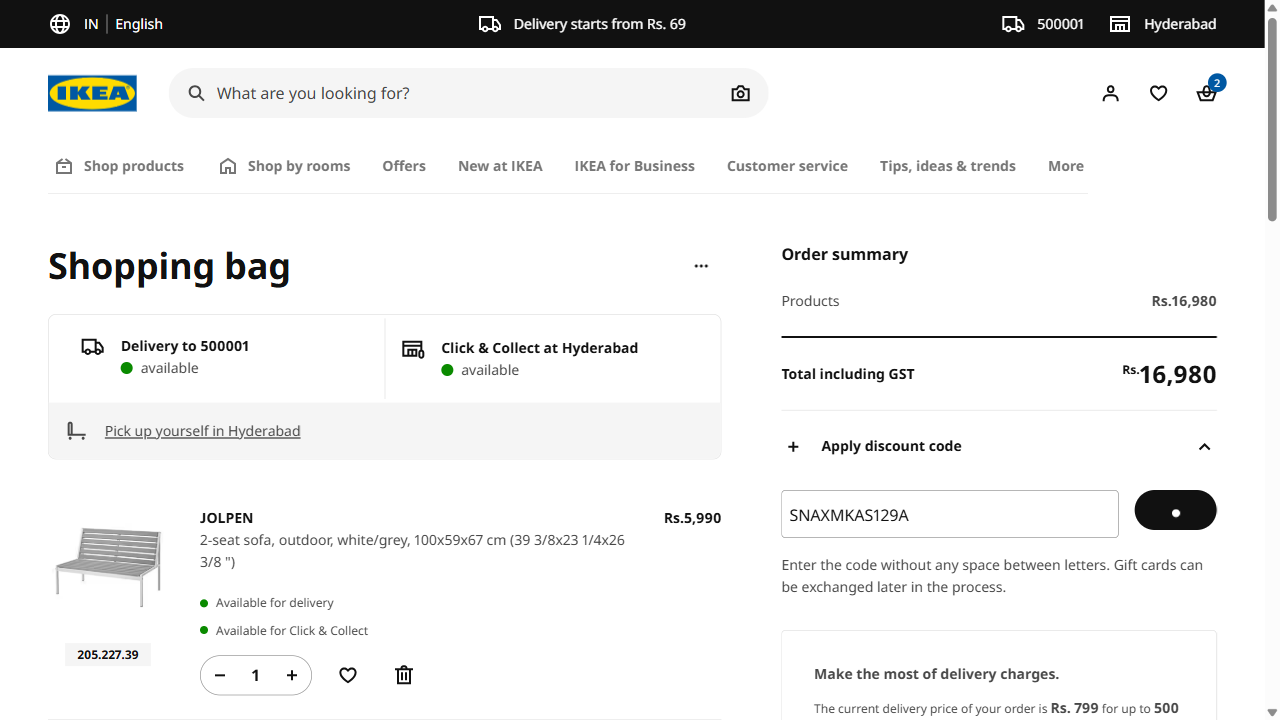 IN
English
Delivery starts from Rs. 69
500001
Hyderabad
IKEA
What are you looking for?
2
Shop products
Shop by rooms
Offers
New at IKEA
IKEA for Business
Customer service
Tips, ideas & trends
More
Shopping bag
Delivery to 500001
available
Click & Collect at Hyderabad
available
Pick up yourself in Hyderabad
JOLPEN
Rs.5,990
2-seat sofa, outdoor, white/grey, 100x59x67 cm (39 3/8x23 1/4x26
3/8 ")
Available for delivery
Available for Click & Collect
205.227.39
1
Order summary
Products
Rs.16,980
Total including GST
Rs.16,980
Apply discount code
SNAXMKAS129A
Enter the code without any space between letters. Gift cards can
be exchanged later in the process.
Make the most of delivery charges.
The current delivery price of your order is Rs. 799 for up to 500